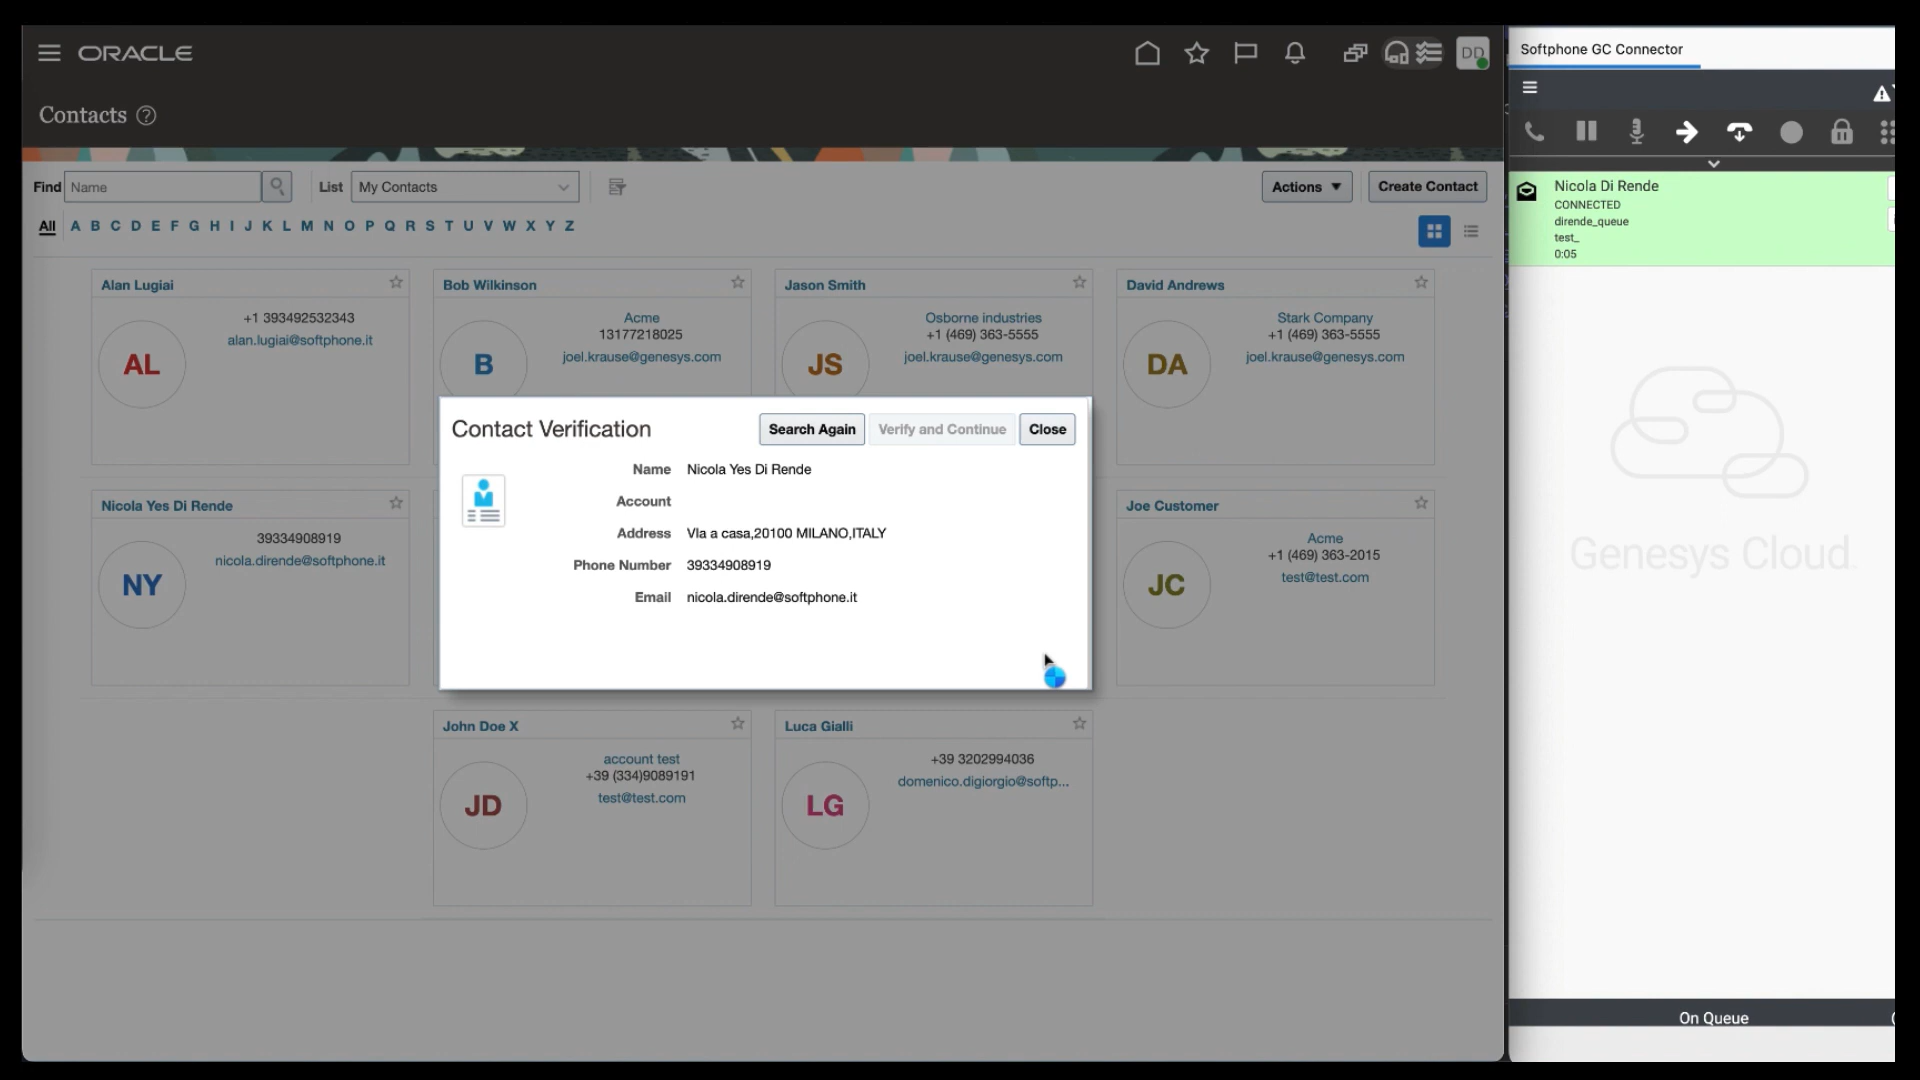 ORACLE
DD
Contacts ?
Find Name List My Contacts Actions Create Contact
All A B C D E F G H I J K L M N O P Q R S T U V W X Y Z
Alan Lugiai
+1 393492532343
alan.lugiai@softphone.it
AL
Bob Wilkinson
Acme
13177218025
joel.krause@genesys.com
B
Jason Smith
Osborne industries
+1 (469) 363-5555
joel.krause@genesys.com
JS
David Andrews
Stark Company
+1 (469) 363-5555
joel.krause@genesys.com
DA
Contact Verification Search Again Verify and Continue Close
Name Nicola Yes Di Rende
Account
Address VIa a casa,20100 MILANO,ITALY
Phone Number 39334908919
Email nicola.dirende@softphone.it
Nicola Yes Di Rende
39334908919
nicola.dirende@softphone.it
NY
Joe Customer
Acme
+1 (469) 363-2015
test@test.com
JC
John Doe X
account test
+39 (334)9089191
test@test.com
JD
Luca Gialli
+39 3202994036
domenico.digiorgio@softp...
LG
Softphone GC Connector
Nicola Di Rende
CONNECTED
dirende_queue
test_
0:05
Genesys Cloud
On Queue